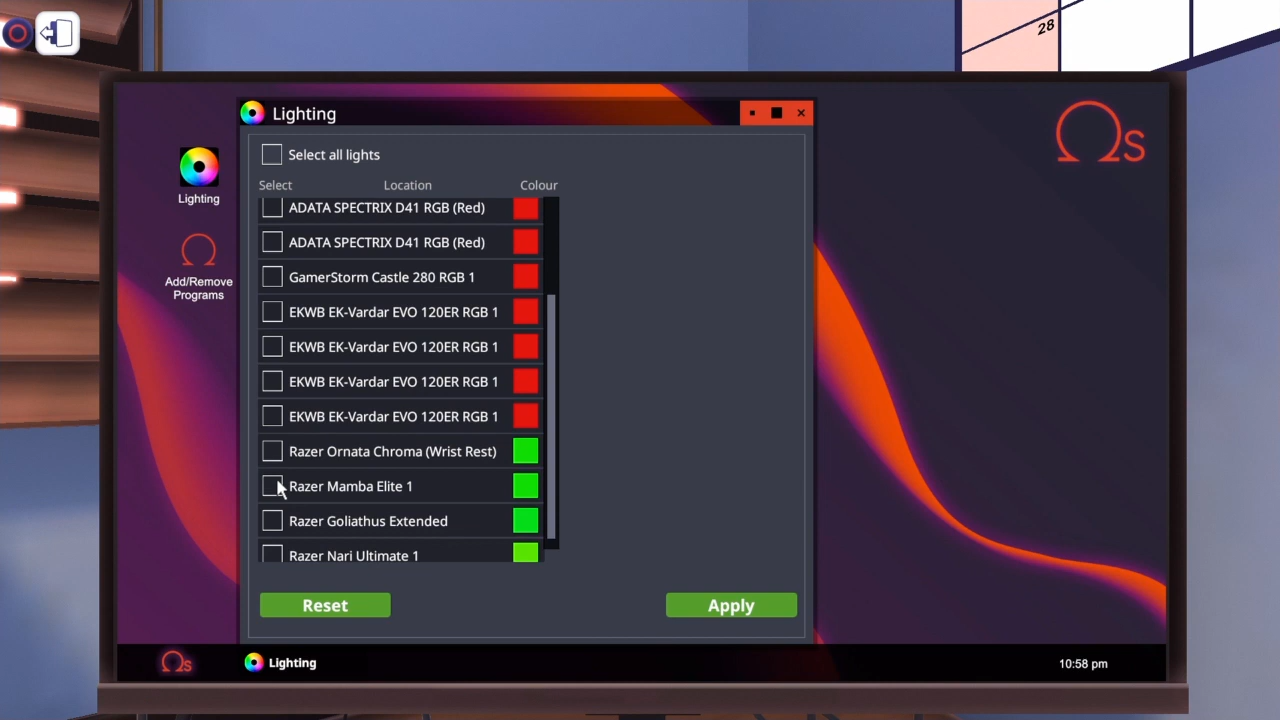 28
Lighting
Ωs
Select all lights
Select Location Colour
Lighting
ADATA SPECTRIX D41 RGB (Red)
ADATA SPECTRIX D41 RGB (Red)
Add/Remove
Programs
GamerStorm Castle 280 RGB 1
EKWB EK-Vardar EVO 120ER RGB 1
EKWB EK-Vardar EVO 120ER RGB 1
EKWB EK-Vardar EVO 120ER RGB 1
EKWB EK-Vardar EVO 120ER RGB 1
Razer Ornata Chroma (Wrist Rest)
Razer Mamba Elite 1
Razer Goliathus Extended
Razer Nari Ultimate 1
Reset Apply
Ωs Lighting 10:58 pm